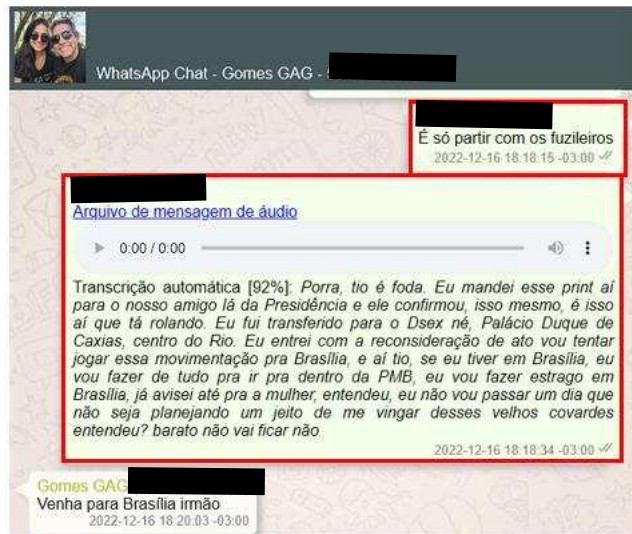 WhatsApp Chat - Gomes GAG -
É só partir com os fuzileiros
2022-12-16 18:18:15 -03:00
Arquivo de mensagem de áudio
0:00 / 0:00
Transcrição automática [92%]: Porra, tio é foda. Eu mandei esse print aí
para o nosso amigo lá da Presidência e ele confirmou, isso mesmo, é isso
aí que tá rolando. Eu fui transferido para o Dsex né, Palácio Duque de
Caxias, centro do Rio. Eu entrei com a reconsideração de ato vou tentar
jogar essa movimentação pra Brasília, e aí tio, se eu tiver em Brasília, eu
vou fazer de tudo pra ir pra dentro da PMB, eu vou fazer estrago em
Brasília, já avisei até pra a mulher, entendeu, eu não vou passar um dia que
não seja planejando um jeito de me vingar desses velhos covardes
entendeu? barato não vai ficar não
2022-12-16 18:18:34 -03:00
Gomes GAG
Venha para Brasília irmão
2022-12-16 18:20:03 -03:00